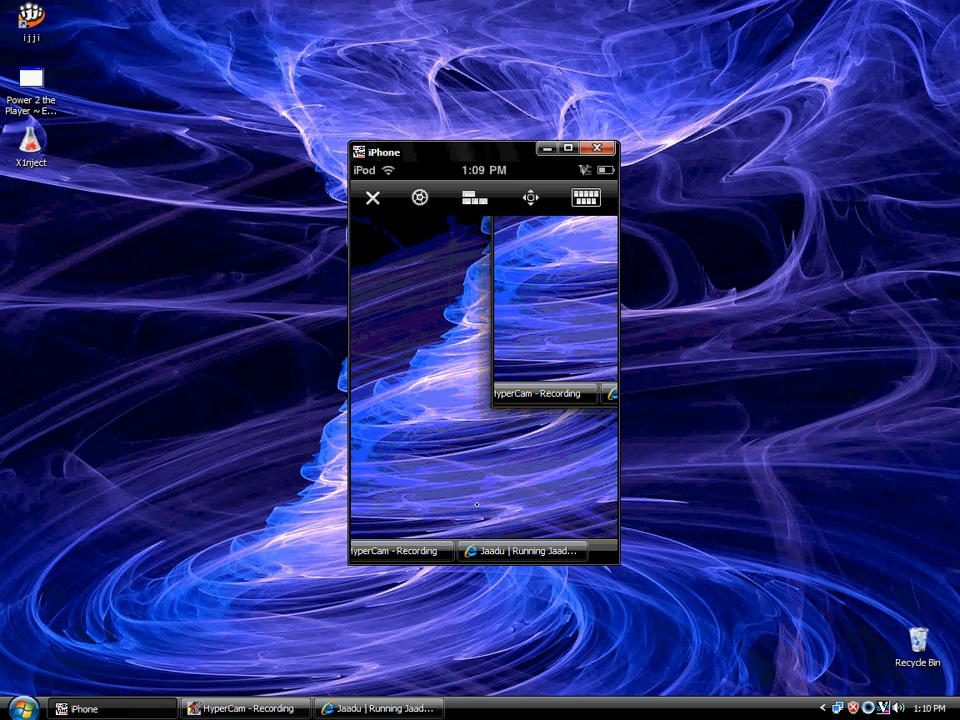 ijji
Power 2 the
Player ~ E...
X1nject
iPhone
iPod
1:09 PM
HyperCam - Recording
HyperCam - Recording
Jaadu | Running Jaad...
Recycle Bin
iPhone
HyperCam - Recording
Jaadu | Running Jaad...
1:10 PM